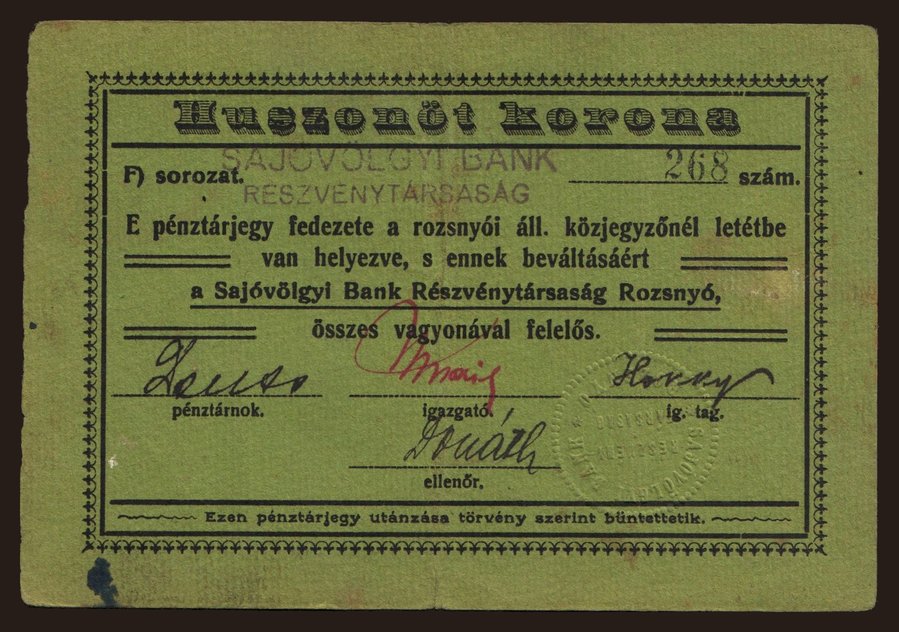 Huszonöt korona
SAJÓVÖLGYI BANK
RÉSZVÉNYTÁRSASÁG
F) sorozat. 268 szám.
E pénztárjegy fedezete a rozsnyói áll. közjegyzőnél letétbe
van helyezve, s ennek beváltásáért
a Sajóvölgyi Bank Részvénytársaság Rozsnyó,
összes vagyonával felelős.
pénztárnok. igazgató. ig. tag.
Donáth
ellenőr.
Ezen pénztárjegy utánzása törvény szerint büntettetik.